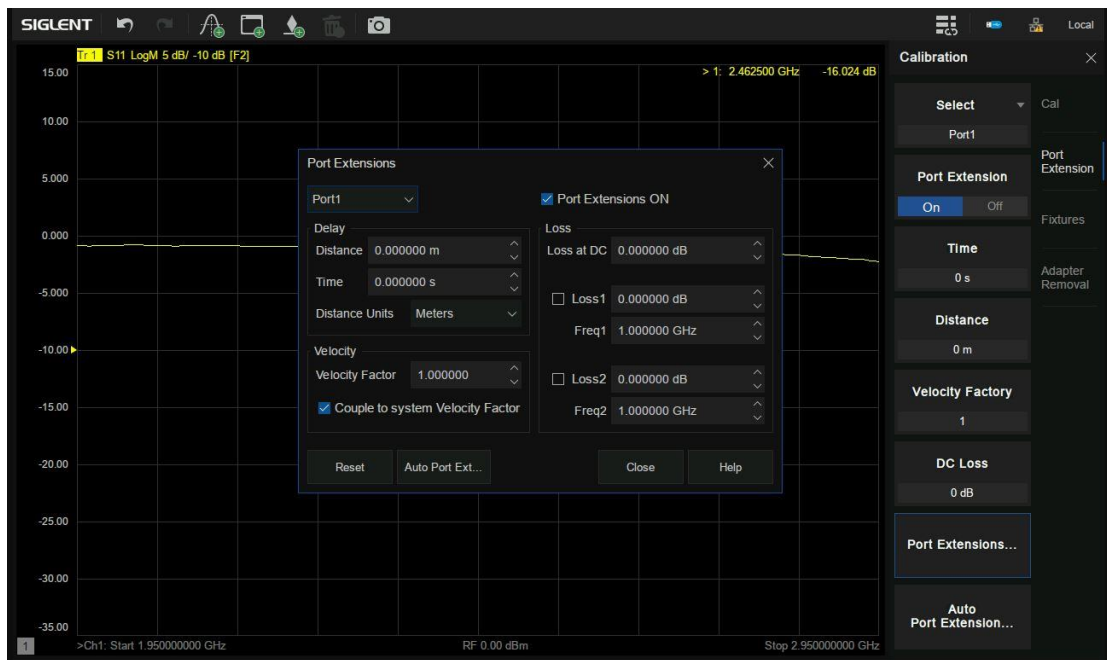 SIGLENT
Local
Tr 1 S11 LogM 5 dB/ -10 dB [F2]
> 1: 2.462500 GHz -16.024 dB
15.00
10.00
5.000
0.000
-5.000
-10.00
-15.00
-20.00
-25.00
-30.00
-35.00
Port Extensions
Port1
Port Extensions ON
Delay
Distance 0.000000 m
Time 0.000000 s
Distance Units Meters
Velocity
Velocity Factor 1.000000
Couple to system Velocity Factor
Loss
Loss at DC 0.000000 dB
Loss1 0.000000 dB
Freq1 1.000000 GHz
Loss2 0.000000 dB
Freq2 1.000000 GHz
Reset
Auto Port Ext...
Close
Help
1
>Ch1: Start 1.950000000 GHz
RF 0.00 dBm
Stop 2.950000000 GHz
Calibration
Select
Port1
Port Extension
On Off
Time
0 s
Distance
0 m
Velocity Factory
1
DC Loss
0 dB
Port Extensions...
Auto
Port Extension...
Cal
Port
Extension
Fixtures
Adapter
Removal